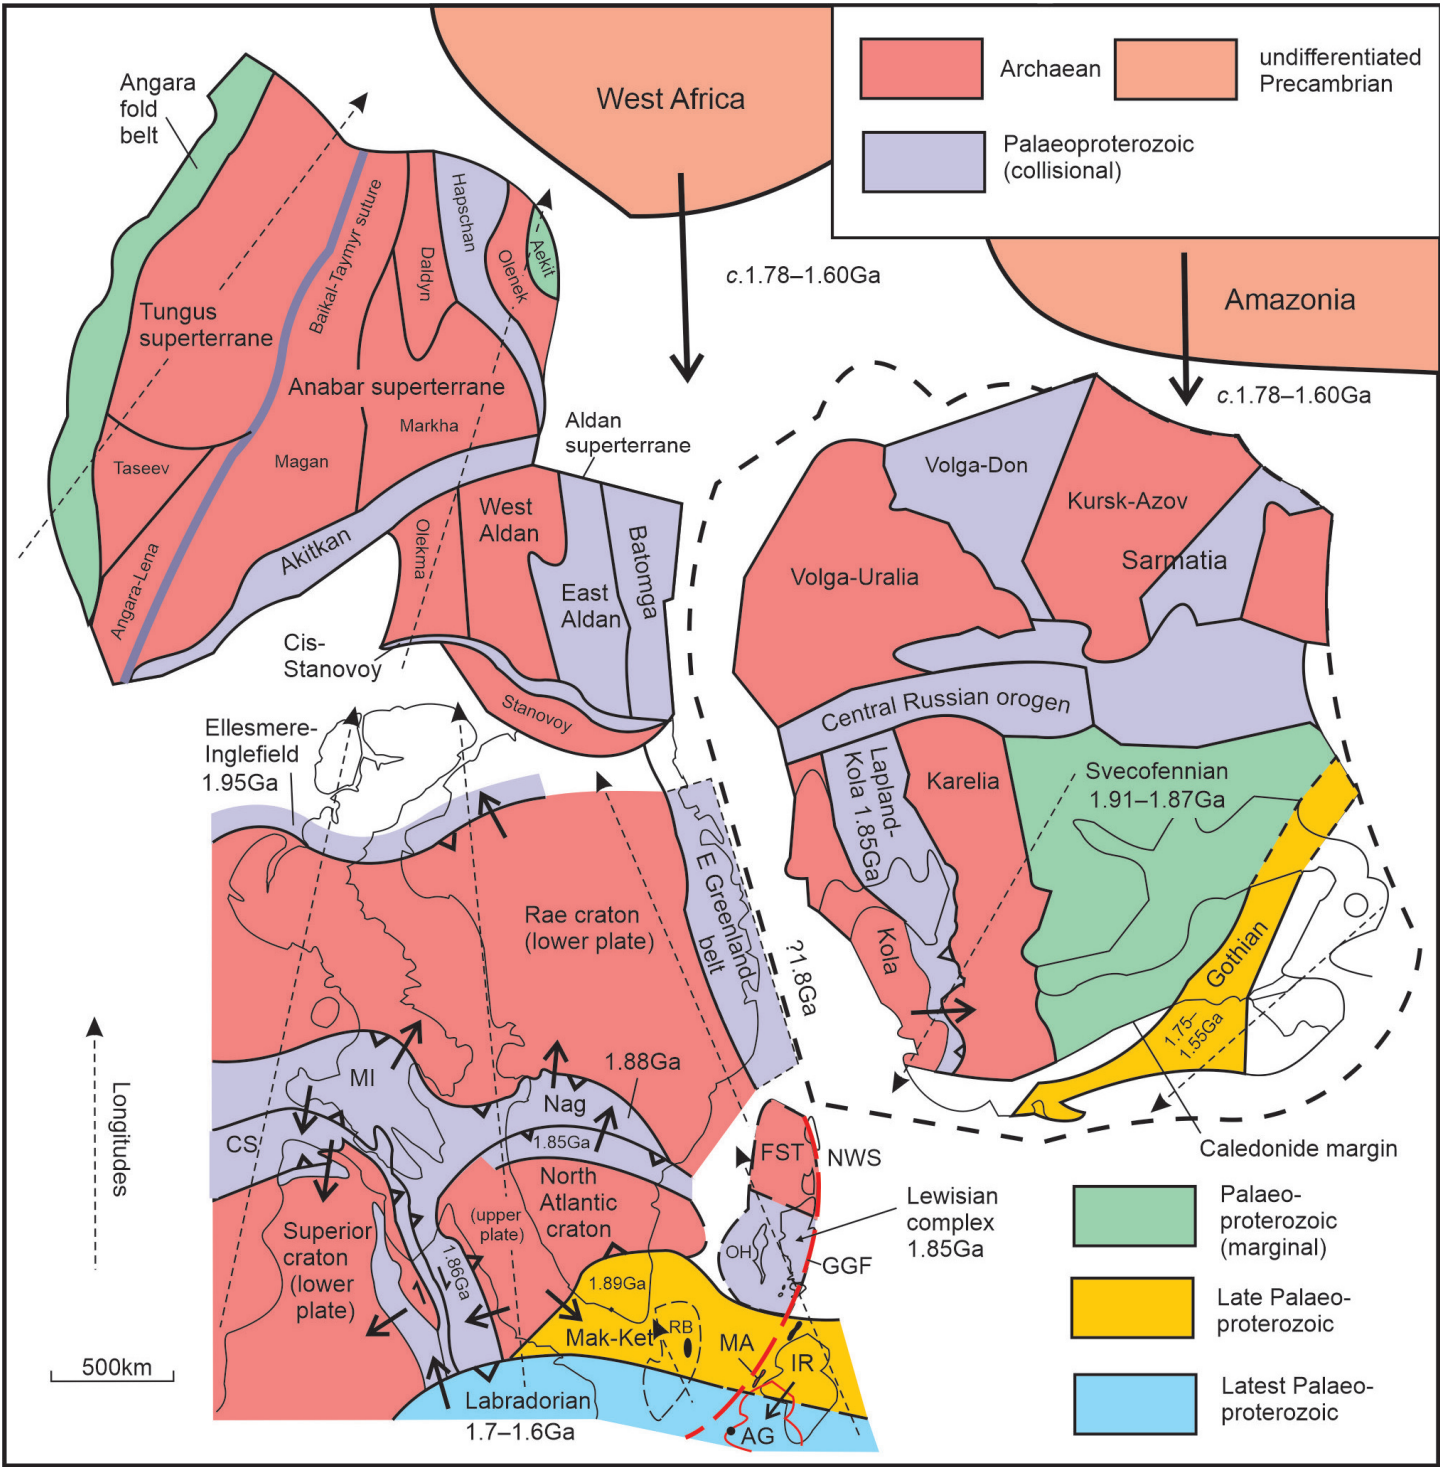 West Africa
Archaean
undifferentiated
Precambrian
Palaeoproterozoic
(collisional)
Angara
fold
belt
Hapschan
Baikal-Taymyr suture
Daldyn
Olenek
Aekit
c.1.78–1.60Ga
Amazonia
c.1.78–1.60Ga
Tungus
superterrane
Anabar superterrane
Markha
Magan
Taseev
Angara-Lena
Akitkan
Aldan
superterrane
Olekma
West
Aldan
East
Aldan
Batomga
Cis-
Stanovoy
Stanovoy
Volga-Don
Kursk-Azov
Sarmatia
Volga-Uralia
Central Russian orogen
Ellesmere-
Inglefield
1.95Ga
Lapland-
Kola 1.85Ga
Karelia
Svecofennian
1.91–1.87Ga
Rae craton
(lower plate)
E Greenland
belt
?1.8Ga
Kola
Gothian
1.75–
1.55Ga
Longitudes
MI
CS
Nag
1.88Ga
1.85Ga
North
Atlantic
craton
(upper
plate)
Superior
craton
(lower
plate)
1.86Ga
FST
NWS
Lewisian
complex
1.85Ga
OH
GGF
Caledonide margin
1.89Ga
Mak-Ket
RB
MA
IR
AG
Labradorian
1.7–1.6Ga
500km
Palaeo-
proterozoic
(marginal)
Late Palaeo-
proterozoic
Latest Palaeo-
proterozoic